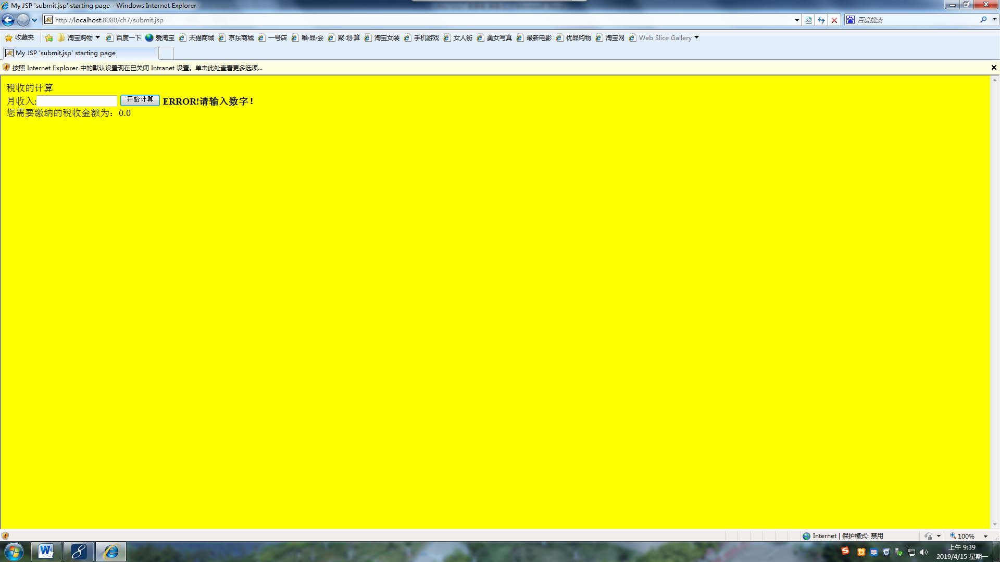 My JSP 'submit.jsp' starting page - Windows Internet Explorer
http://localhost:8080/ch7/submit.jsp
百度搜索
收藏夹
淘宝购物
百度一下
爱淘宝
天猫商城
京东商城
一号店
唯·品·会
聚·划·算
淘宝女装
手机游戏
女人街
美女写真
最新电影
优品购物
淘宝网
Web Slice Gallery
My JSP 'submit.jsp' starting page
按照 Internet Explorer 中的默认设置现在已关闭 Intranet 设置。单击此处查看更多选项...
税收的计算
月收入: 开始计算 ERROR!请输入数字！
您需要缴纳的税收金额为：0.0
Internet | 保护模式: 禁用
100%
上午 9:39
2019/4/15 星期一